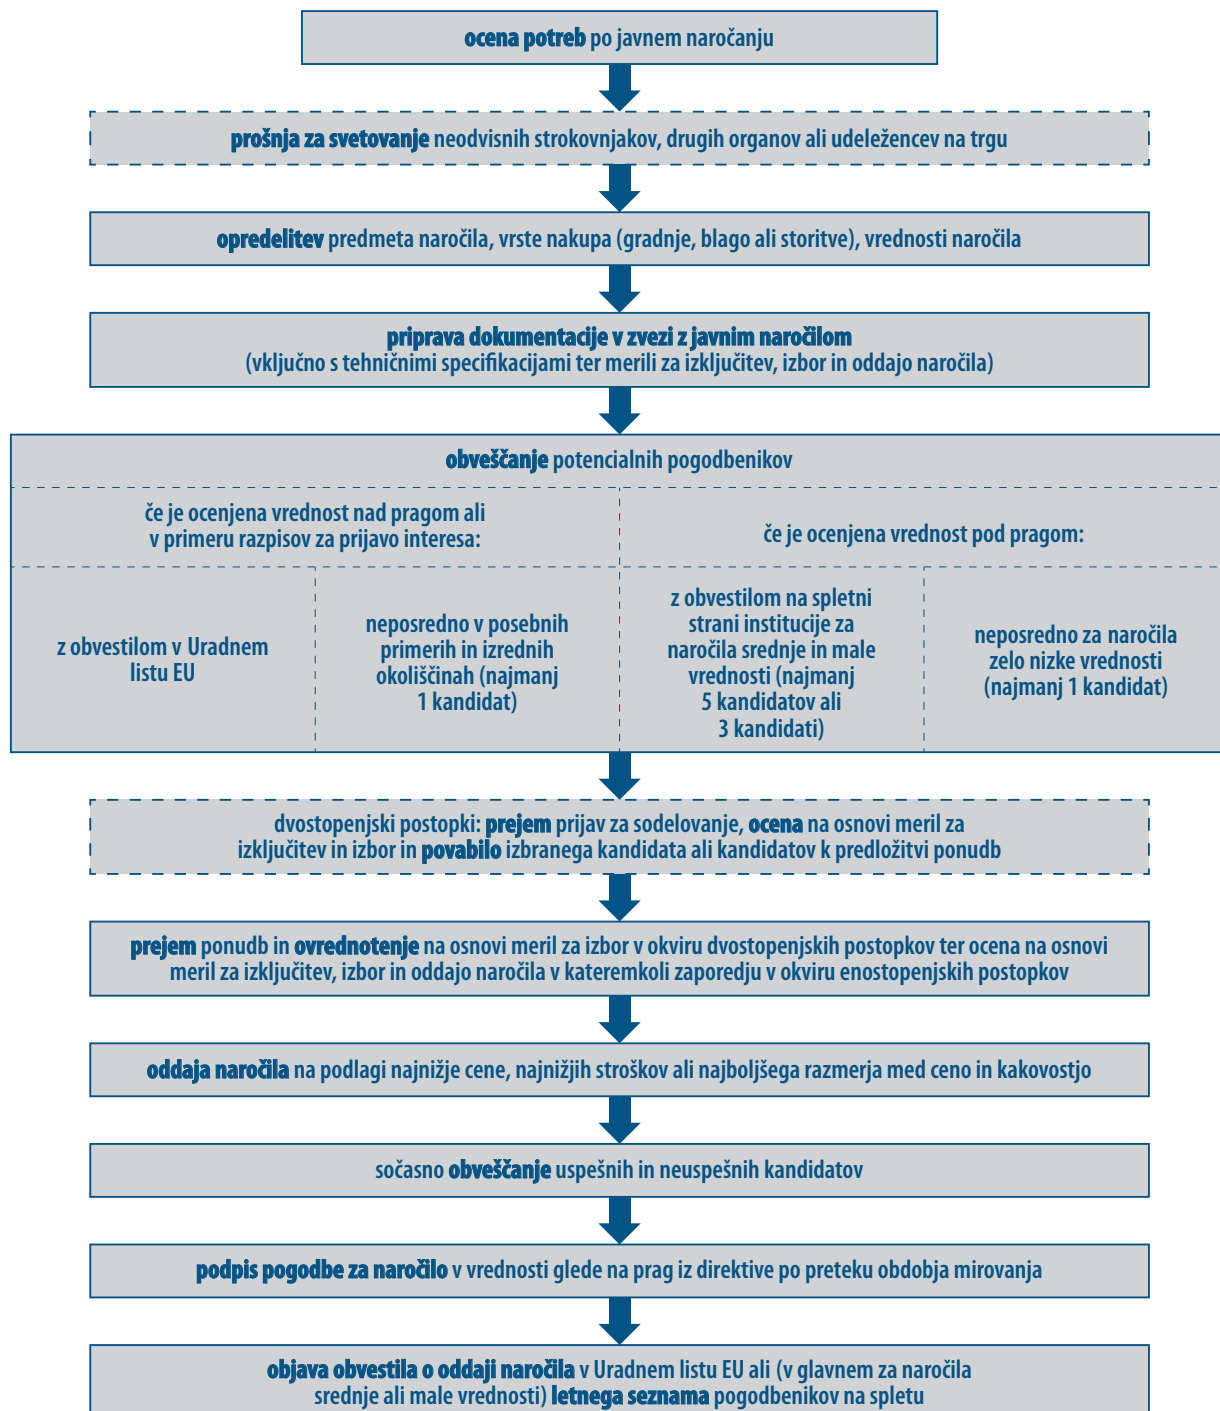 ocena potreb po javnem naročanju
prošnja za svetovanje neodvisnih strokovnjakov, drugih organov ali udeležencev na trgu
opredelitev predmeta naročila, vrste nakupa (gradnje, blago ali storitve), vrednosti naročila
priprava dokumentacije v zvezi z javnim naročilom
(vključno s tehničnimi specifikacijami ter merili za izključitev, izbor in oddajo naročila)
obveščanje potencialnih pogodbenikov
če je ocenjena vrednost nad pragom ali
v primeru razpisov za prijavo interesa:
če je ocenjena vrednost pod pragom:
z obvestilom v Uradnem
listu EU
neposredno v posebnih
primerih in izrednih
okoliščinah (najmanj
1 kandidat)
z obvestilom na spletni
strani institucije za
naročila srednje in male
vrednosti (najmanj
5 kandidatov ali
3 kandidati)
neposredno za naročila
zelo nizke vrednosti
(najmanj 1 kandidat)
dvostopenjski postopki: prejem prijav za sodelovanje, ocena na osnovi meril za
izključitev in izbor in povabilo izbranega kandidata ali kandidatov k predložitvi ponudb
prejem ponudb in ovrednotenje na osnovi meril za izbor v okviru dvostopenjskih postopkov ter ocena na osnovi
meril za izključitev, izbor in oddajo naročila v kateremkoli zaporedju v okviru enostopenjskih postopkov
oddaja naročila na podlagi najnižje cene, najnižjih stroškov ali najboljšega razmerja med ceno in kakovostjo
sočasno obveščanje uspešnih in neuspešnih kandidatov
podpis pogodbe za naročilo v vrednosti glede na prag iz direktive po preteku obdobja mirovanja
objava obvestila o oddaji naročila v Uradnem listu EU ali (v glavnem za naročila
srednje ali male vrednosti) letnega seznama pogodbenikov na spletu